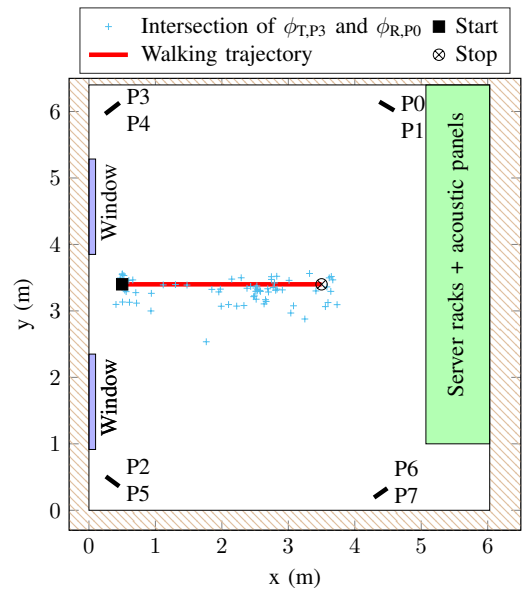 Intersection of ϕT,P3 and ϕR,P0 Start
Walking trajectory Stop
P3
P4
P0
P1
Window
Window
Server racks + acoustic panels
P2
P5
P6
P7
6
5
4
3
2
1
0
y (m)
0 1 2 3 4 5 6
x (m)